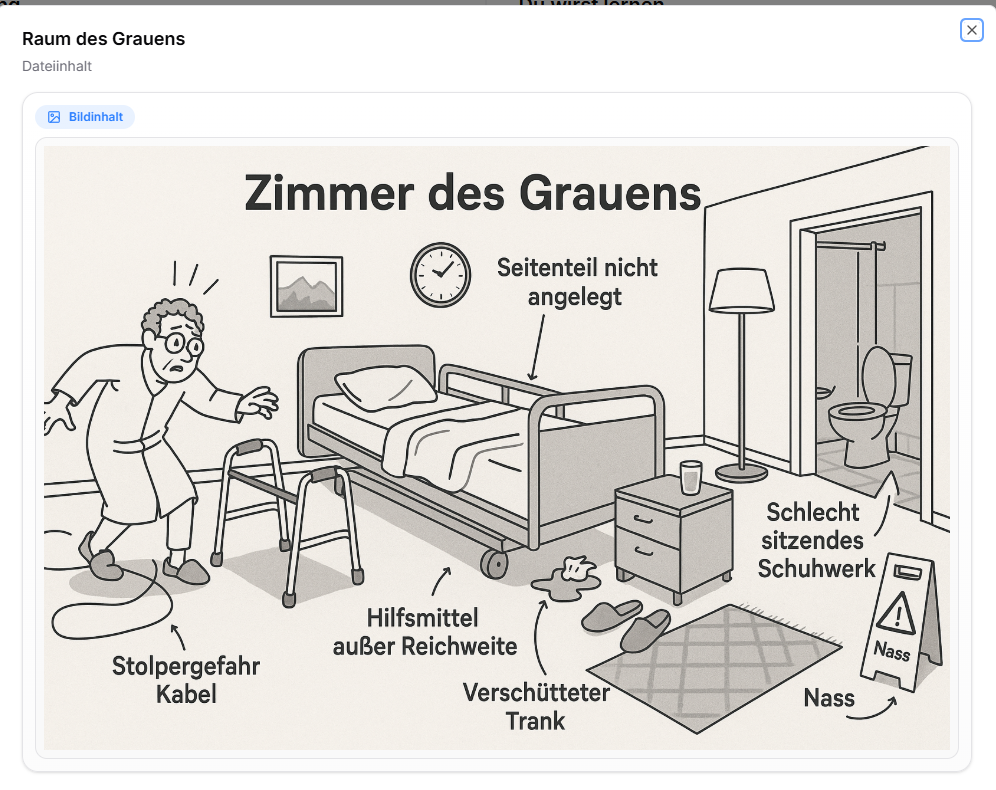 Raum des Grauens
Dateiinhalt
Bildinhalt
Zimmer des Grauens
Seitenteil nicht
angelegt
Schlecht
sitzendes
Schuhwerk
Hilfsmittel
außer Reichweite
Stolpergefahr
Kabel
Verschütteter
Trank
Nass
Nass